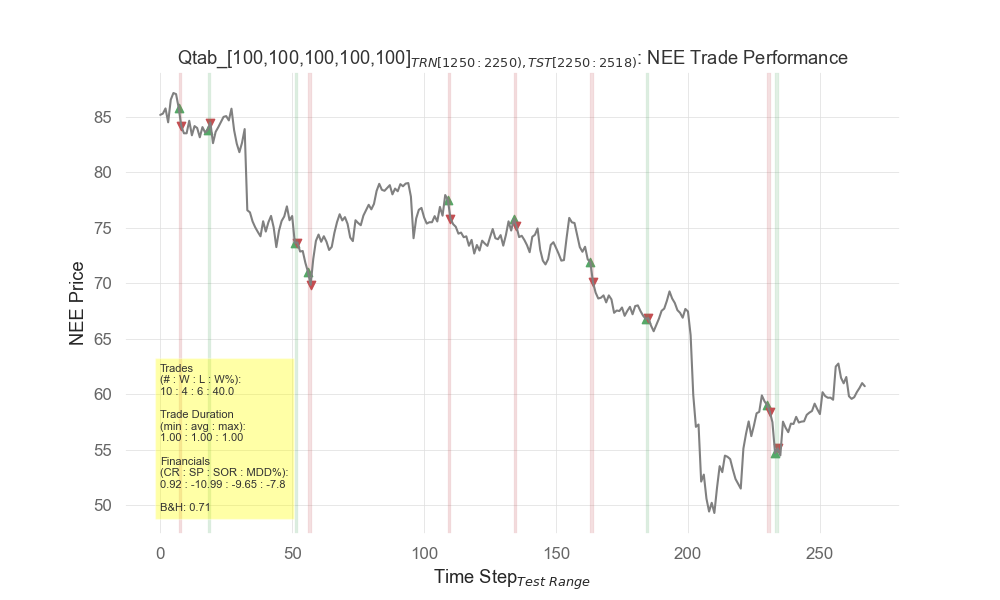 Qtab_[100,100,100,100,100]TRN[1250:2250),TST[2250:2518): NEE Trade Performance
85
80
75
70
65
60
55
50
NEE Price
Trades
(# : W : L : W%):
10 : 4 : 6 : 40.0
Trade Duration
(min : avg : max):
1.00 : 1.00 : 1.00
Financials
(CR : SP : SOR : MDD%):
0.92 : -10.99 : -9.65 : -7.8
B&H: 0.71
0 50 100 150 200 250
Time StepTest Range